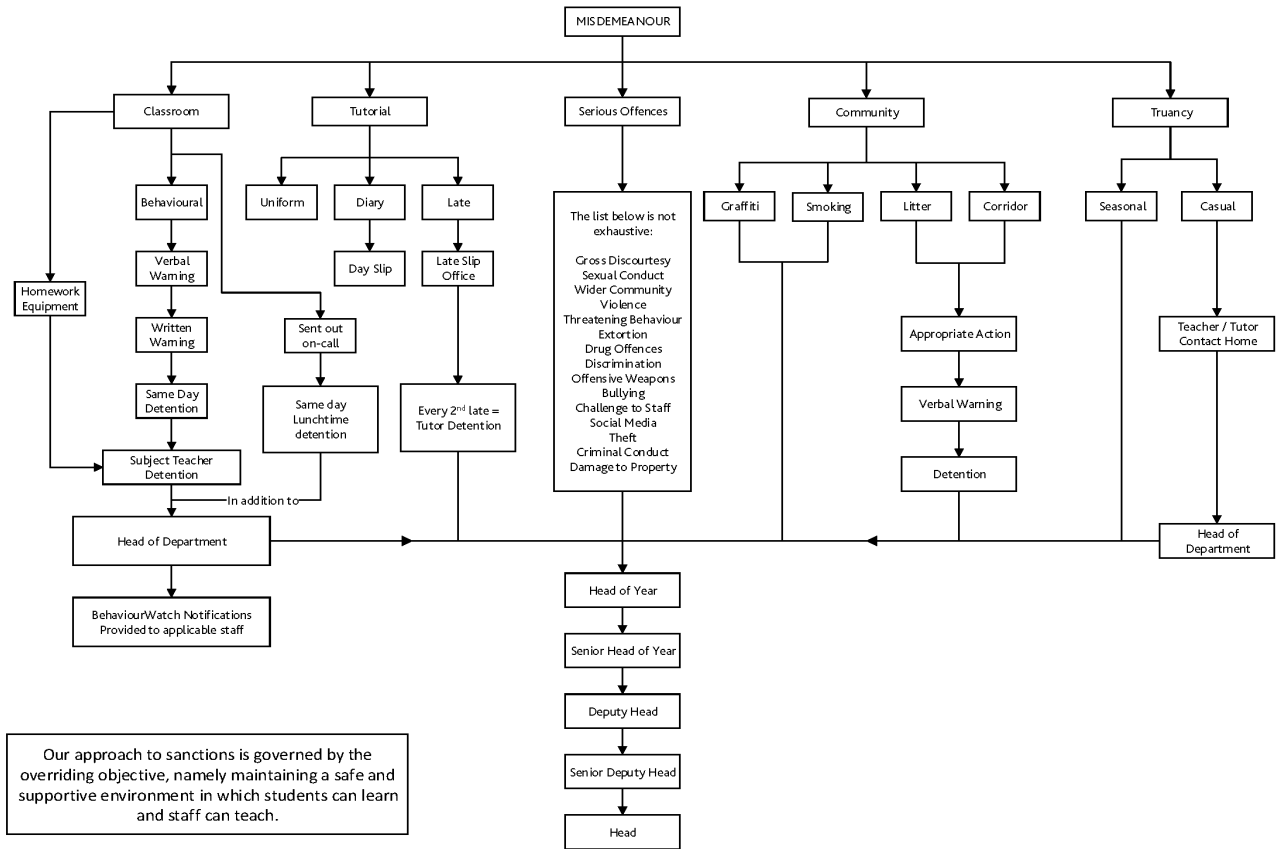 MISDEMEANOUR
Classroom
Tutorial
Serious Offences
Community
Truancy
Behavioural
Uniform
Diary
Late
Graffiti
Smoking
Litter
Corridor
Seasonal
Casual
The list below is not
exhaustive:
Gross Discourtesy
Sexual Conduct
Wider Community
Violence
Threatening Behaviour
Extortion
Drug Offences
Discrimination
Offensive Weapons
Bullying
Challenge to Staff
Social Media
Theft
Criminal Conduct
Damage to Property
Verbal
Warning
Day Slip
Late Slip
Office
Homework
Equipment
Written
Warning
Sent out
on-call
Appropriate Action
Teacher / Tutor
Contact Home
Same Day
Detention
Same day
Lunchtime
detention
Every 2nd late =
Tutor Detention
Verbal Warning
Subject Teacher
Detention
Detention
In addition to
Head of Department
Head of
Department
BehaviourWatch Notifications
Provided to applicable staff
Head of Year
Senior Head of Year
Deputy Head
Senior Deputy Head
Head
Our approach to sanctions is governed by the
overriding objective, namely maintaining a safe and
supportive environment in which students can learn
and staff can teach.